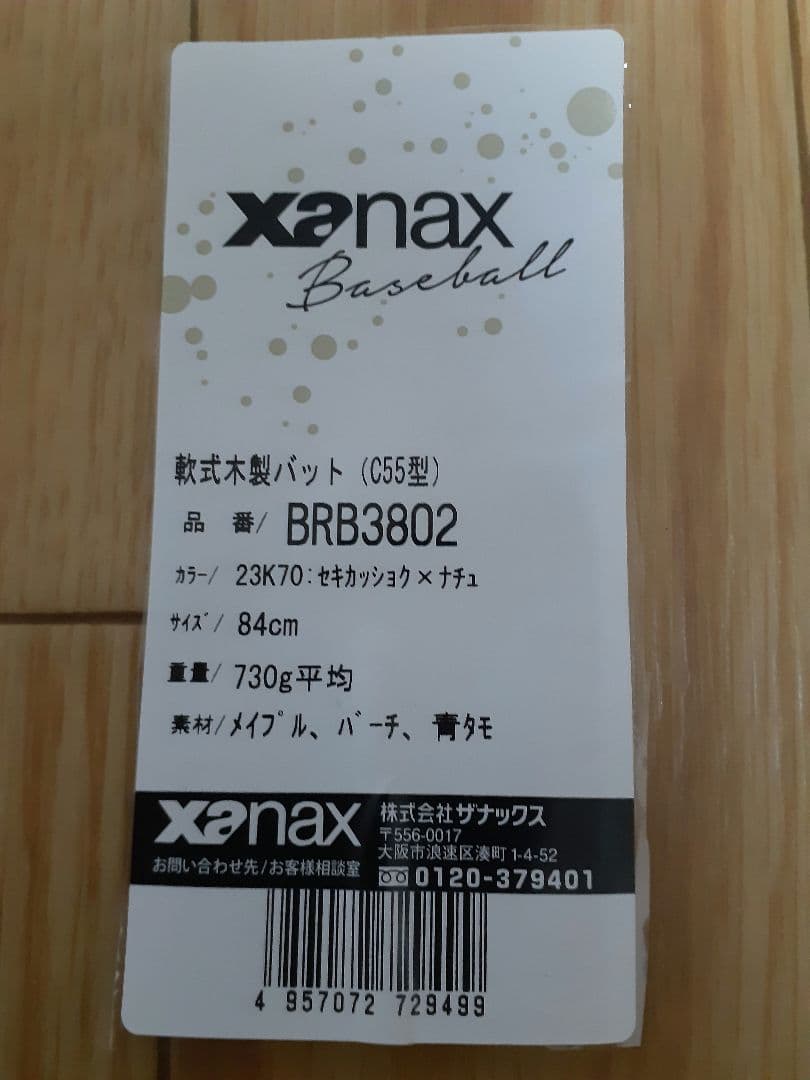 xanax
Baseball
軟式木製バット（C55型）
品 番/ BRB3802
ｶﾗｰ/ 23K70:ｾｷｶｯｼｮｸ×ﾅﾁｭ
ｻｲｽﾞ/ 84cm
重量/ 730g平均
素材/ﾒｲﾌﾟﾙ、ﾊﾞｰﾁ、青ﾀﾓ
xanax
お問い合わせ先/お客様相談室
株式会社ザナックス
〒556-0017
大阪市浪速区湊町1-4-52
0120-379401
4 957072 729499